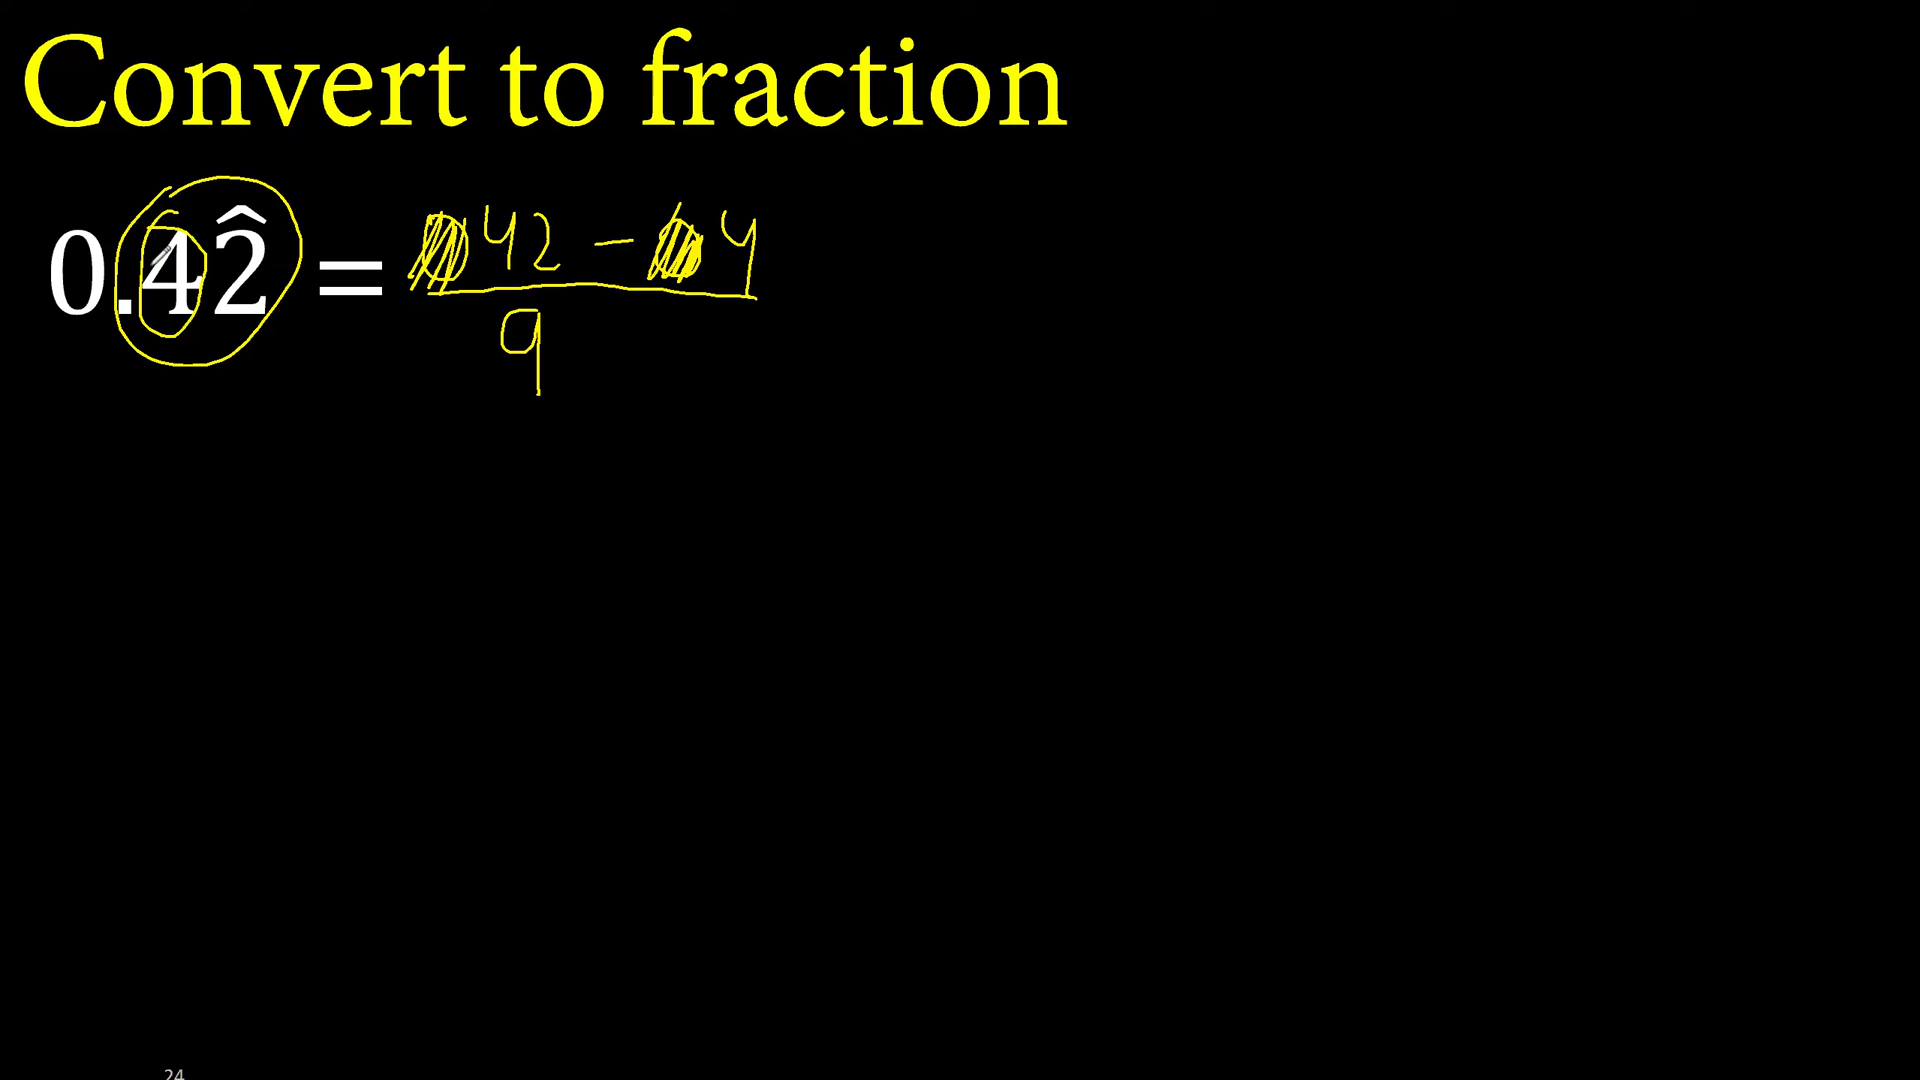 Convert to fraction
0.42̂ = 42 - 4
9
24